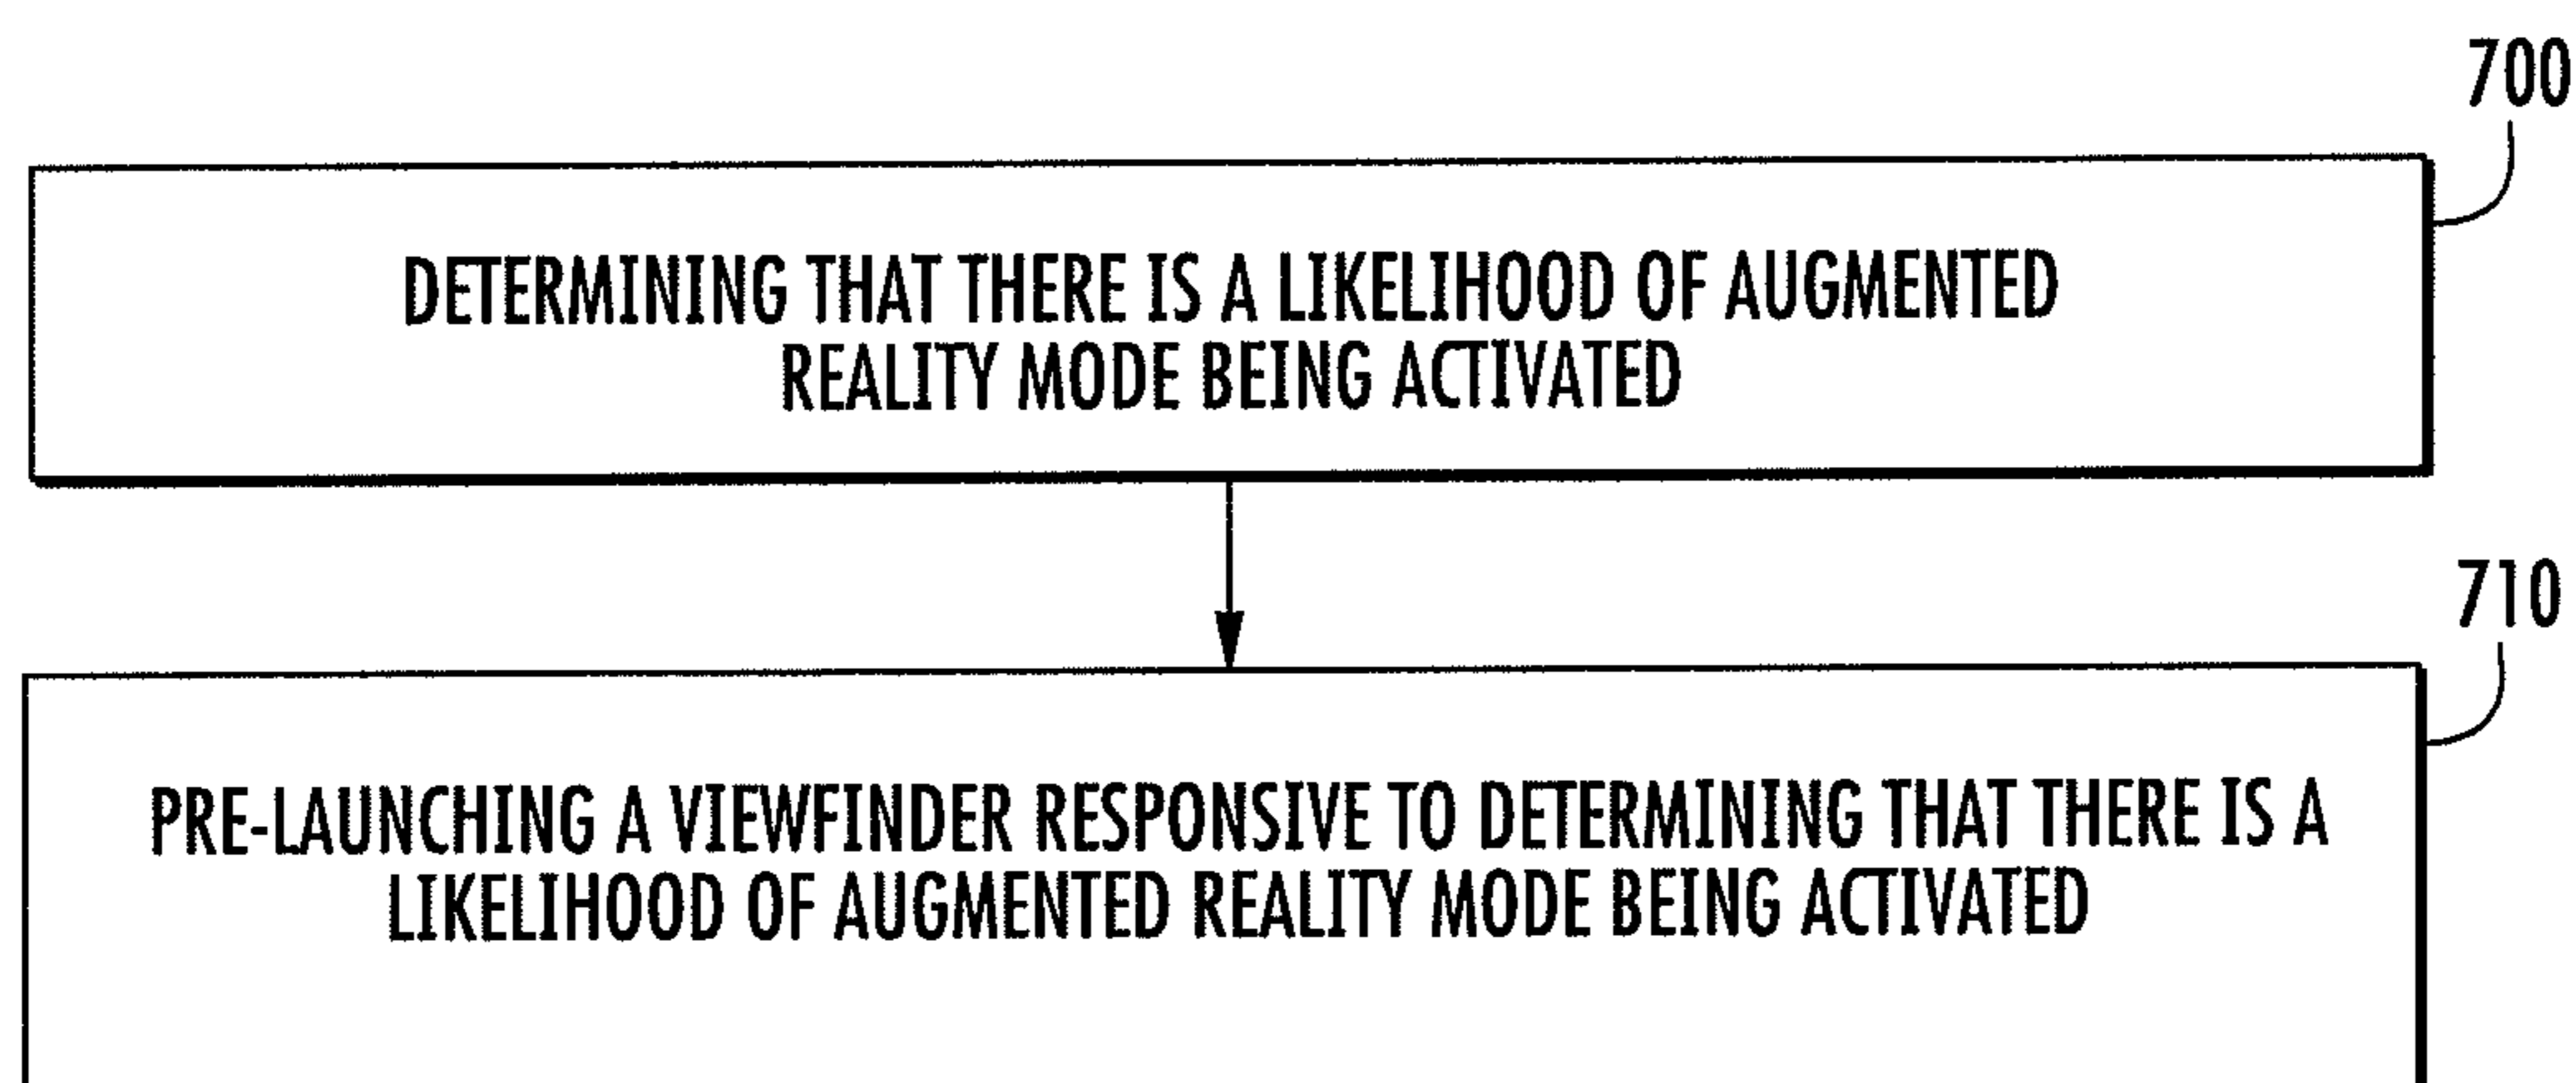 700
DETERMINING THAT THERE IS A LIKELIHOOD OF AUGMENTED
REALITY MODE BEING ACTIVATED
710
PRE-LAUNCHING A VIEWFINDER RESPONSIVE TO DETERMINING THAT THERE IS A
LIKELIHOOD OF AUGMENTED REALITY MODE BEING ACTIVATED